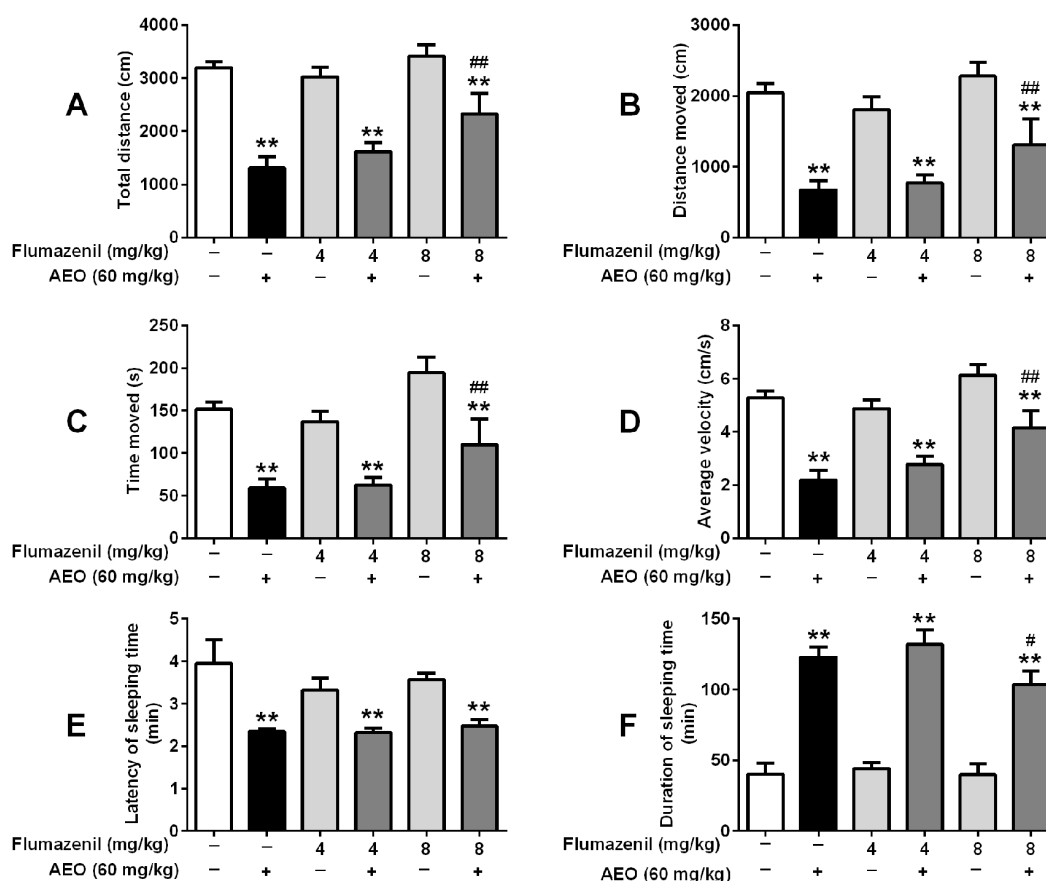 A
Total distance (cm)
4000
3000
2000
1000
0
**
**
##
**
Flumazenil (mg/kg) – – 4 4 8 8
AEO (60 mg/kg) – + – + – +
B
Distance moved (cm)
3000
2000
1000
0
**
**
##
**
Flumazenil (mg/kg) – – 4 4 8 8
AEO (60 mg/kg) – + – + – +
C
Time moved (s)
250
200
150
100
50
0
**
**
##
**
Flumazenil (mg/kg) – – 4 4 8 8
AEO (60 mg/kg) – + – + – +
D
Average velocity (cm/s)
8
6
4
2
0
**
**
##
**
Flumazenil (mg/kg) – – 4 4 8 8
AEO (60 mg/kg) – + – + – +
E
Latency of sleeping time
(min)
5
4
3
2
1
0
**
**
**
Flumazenil (mg/kg) – – 4 4 8 8
AEO (60 mg/kg) – + – + – +
F
Duration of sleeping time
(min)
150
100
50
0
**
**
#
**
Flumazenil (mg/kg) – – 4 4 8 8
AEO (60 mg/kg) – + – + – +